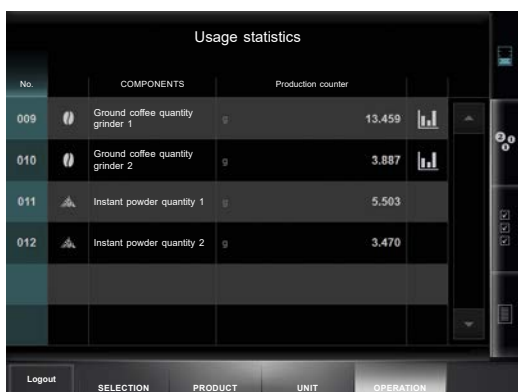 Usage statistics
No. COMPONENTS Production counter
009 Ground coffee quantity grinder 1 g 13.459
010 Ground coffee quantity grinder 2 g 3.887
011 Instant powder quantity 1 g 5.503
012 Instant powder quantity 2 g 3.470
Logout SELECTION PRODUCT UNIT OPERATION